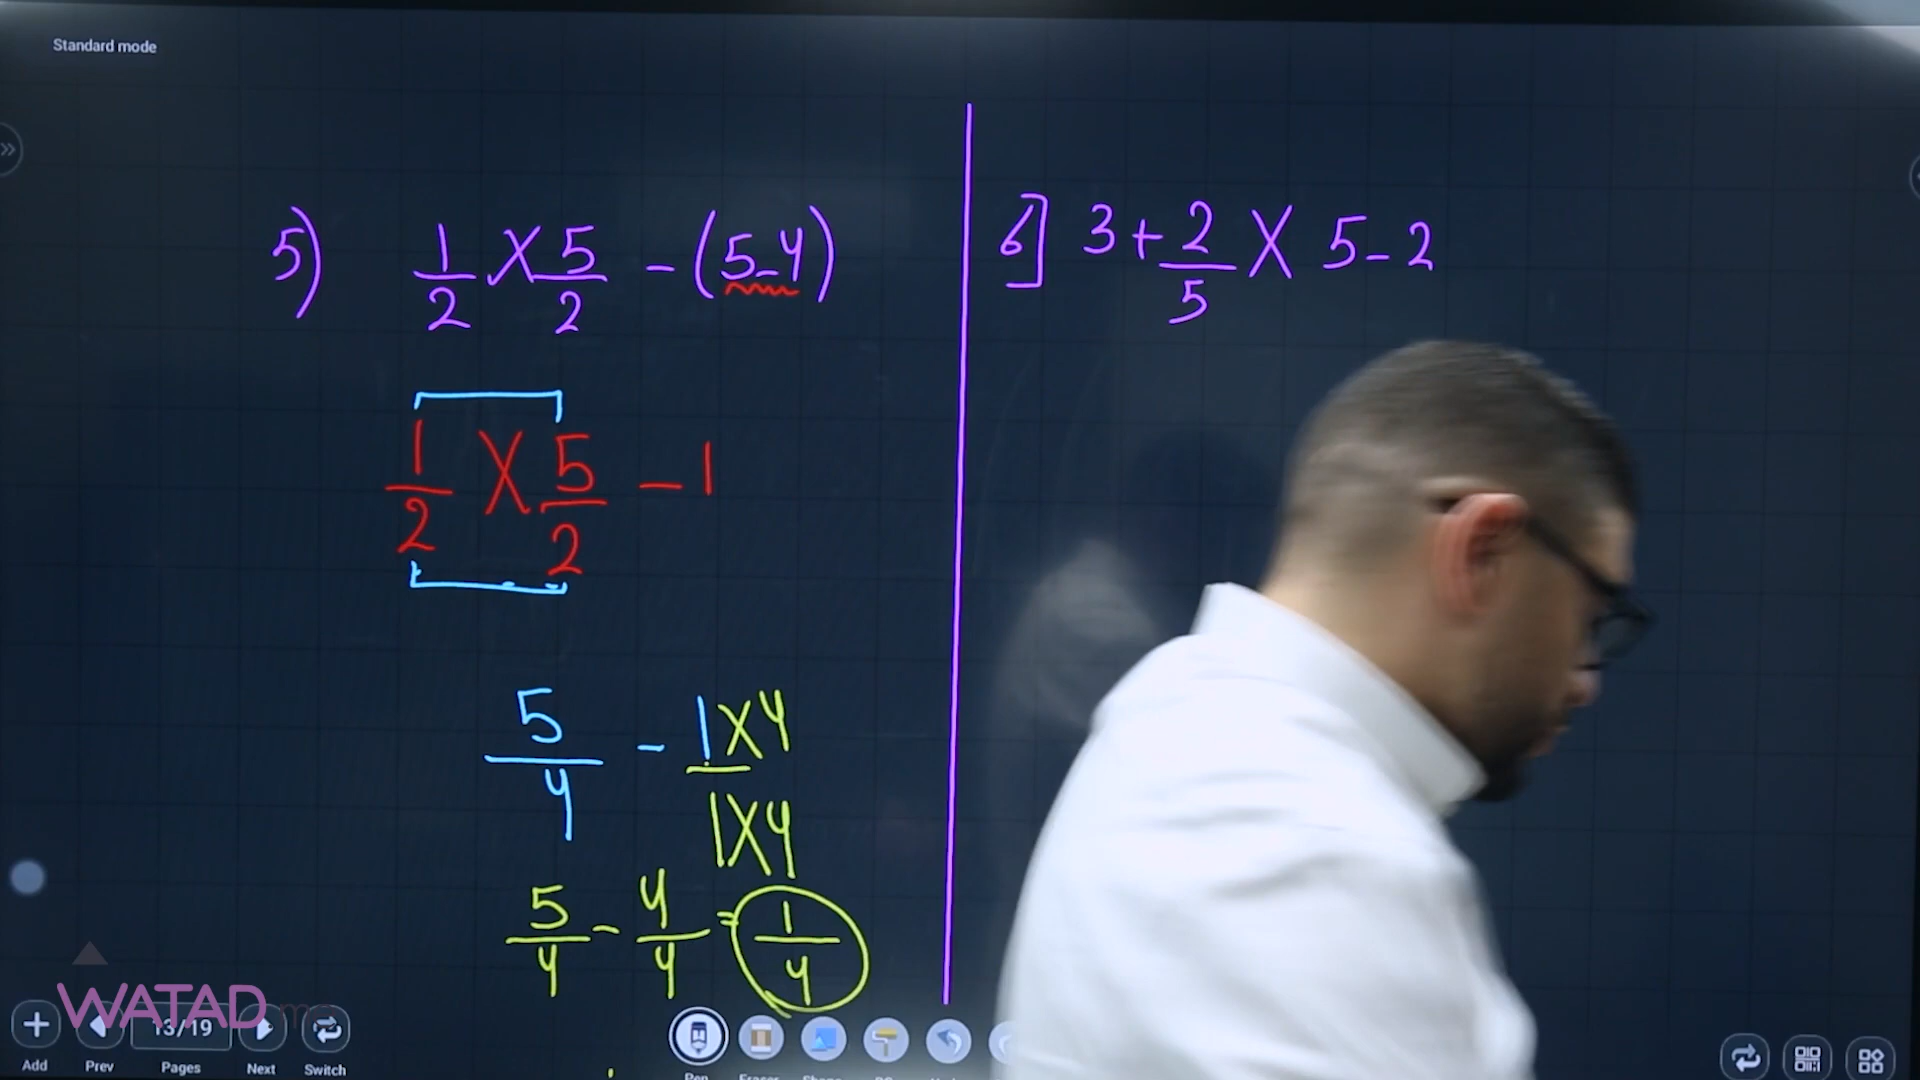 Standard mode
5) 1/2 X 5/2 - (5-4)
1/2 X 5/2 - 1
5/4 - 1X4/1X4
5/4 - 4/4 = 1/4
6] 3+2/5 X 5-2
WATAD
13/19
Add Prev Pages Next Switch
Pen